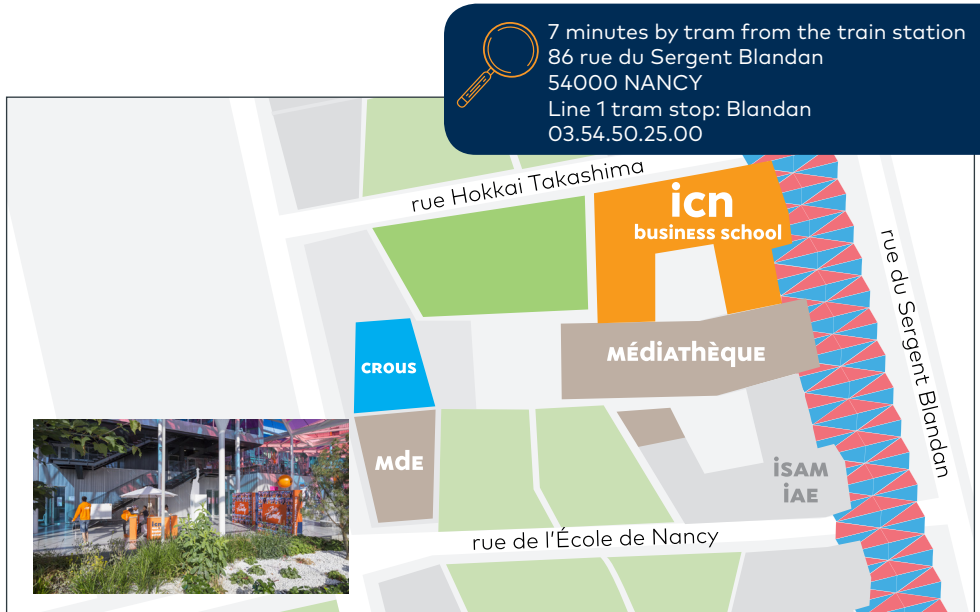 7 minutes by tram from the train station
86 rue du Sergent Blandan
54000 NANCY
Line 1 tram stop: Blandan
03.54.50.25.00
rue Hokkai Takashima
icn
business school
rue du Sergent Blandan
MÉdiAThèque
crous
MdE
iSAM
iAE
rue de l'École de Nancy
icn